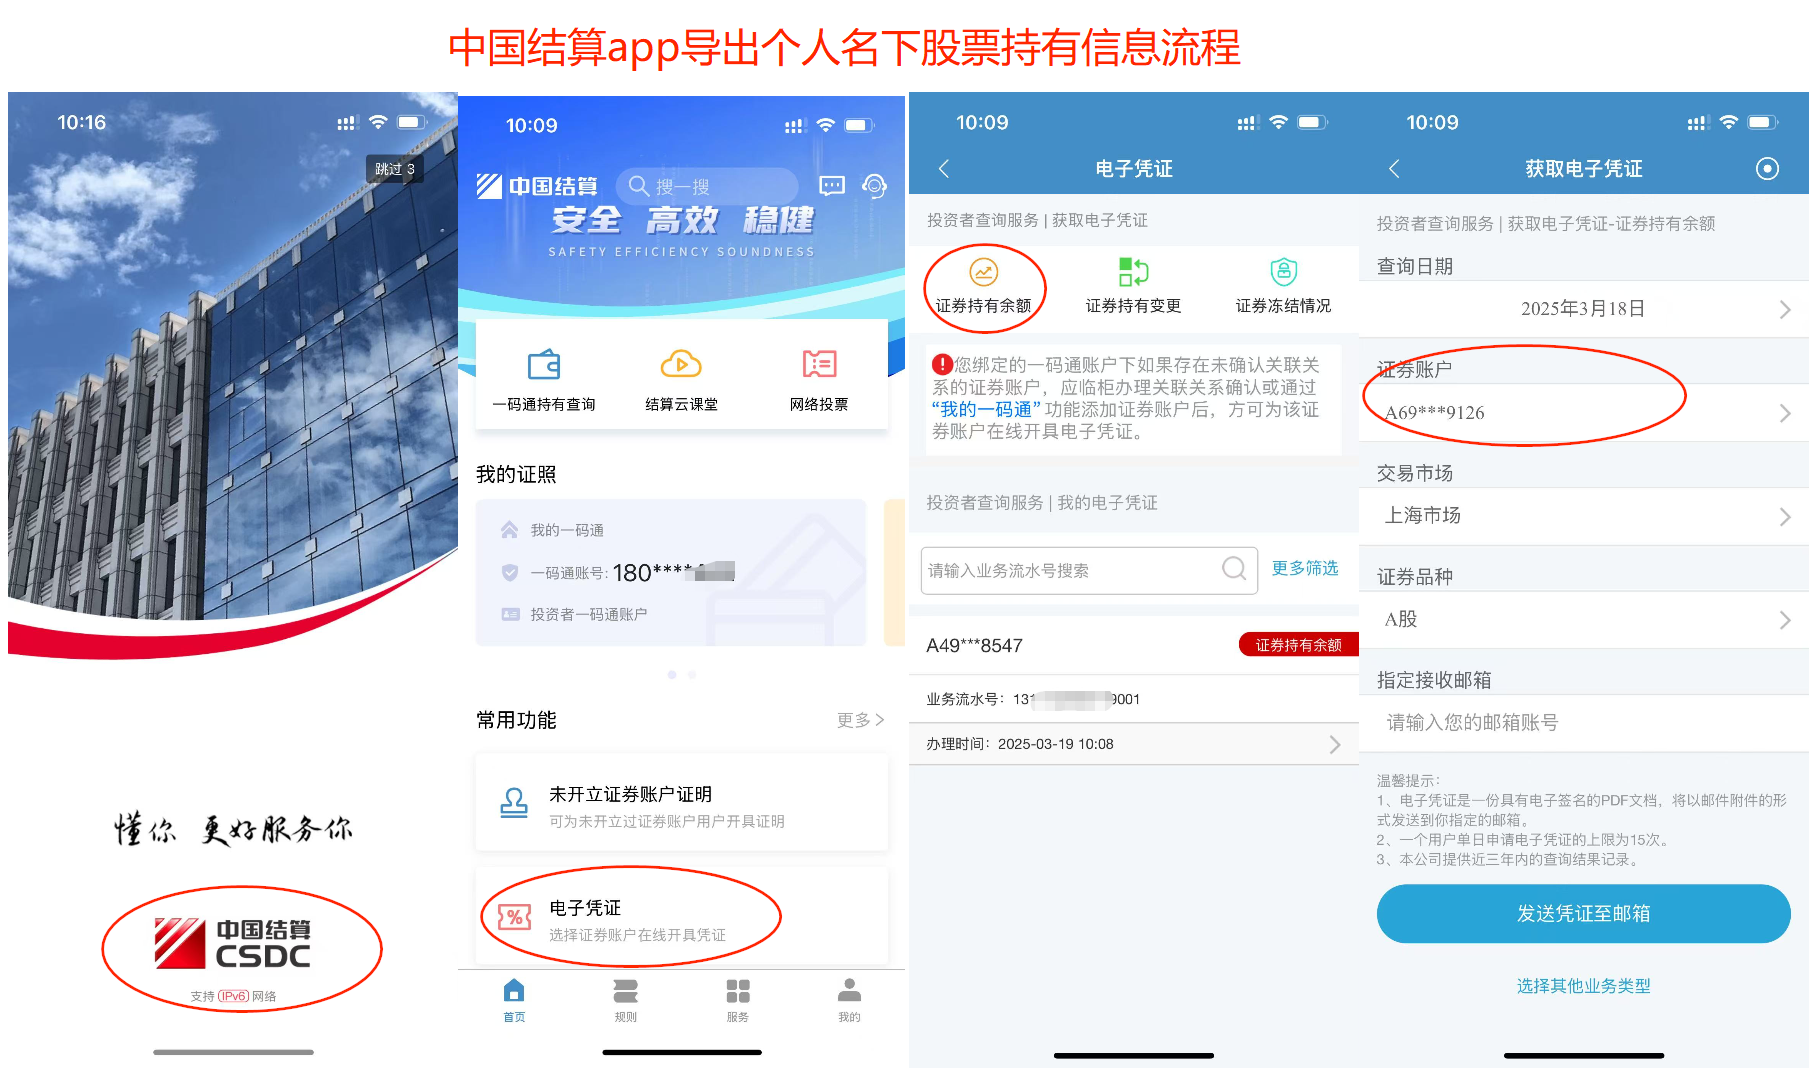 中国结算app导出个人名下股票持有信息流程
10:16
跳过 3
懂你 更好服务你
中国结算
CSDC
支持 IPv6 网络
10:09
中国结算
搜一搜
安全 高效 稳健
SAFETY EFFICIENCY SOUNDNESS
一码通持有查询
结算云课堂
网络投票
我的证照
我的一码通
一码通账号: 180****
投资者一码通账户
常用功能
更多
未开立证券账户证明
可为未开立过证券账户用户开具证明
电子凭证
选择证券账户在线开具凭证
首页
规则
服务
我的
10:09
电子凭证
投资者查询服务 | 获取电子凭证
证券持有余额
证券持有变更
证券冻结情况
您绑定的一码通账户下如果存在未确认关联关
系的证券账户，应临柜办理关联关系确认或通过
“我的一码通”功能添加证券账户后，方可为该证
券账户在线开具电子凭证。
投资者查询服务 | 我的电子凭证
请输入业务流水号搜索
更多筛选
A49***8547
证券持有余额
业务流水号：131 9001
办理时间：2025-03-19 10:08
10:09
获取电子凭证
投资者查询服务 | 获取电子凭证-证券持有余额
查询日期
2025年3月18日
证券账户
A69***9126
交易市场
上海市场
证券品种
A股
指定接收邮箱
请输入您的邮箱账号
温馨提示：
1、电子凭证是一份具有电子签名的PDF文档，将以邮件附件的形
式发送到你指定的邮箱。
2、一个用户单日申请电子凭证的上限为15次。
3、本公司提供近三年内的查询结果记录。
发送凭证至邮箱
选择其他业务类型